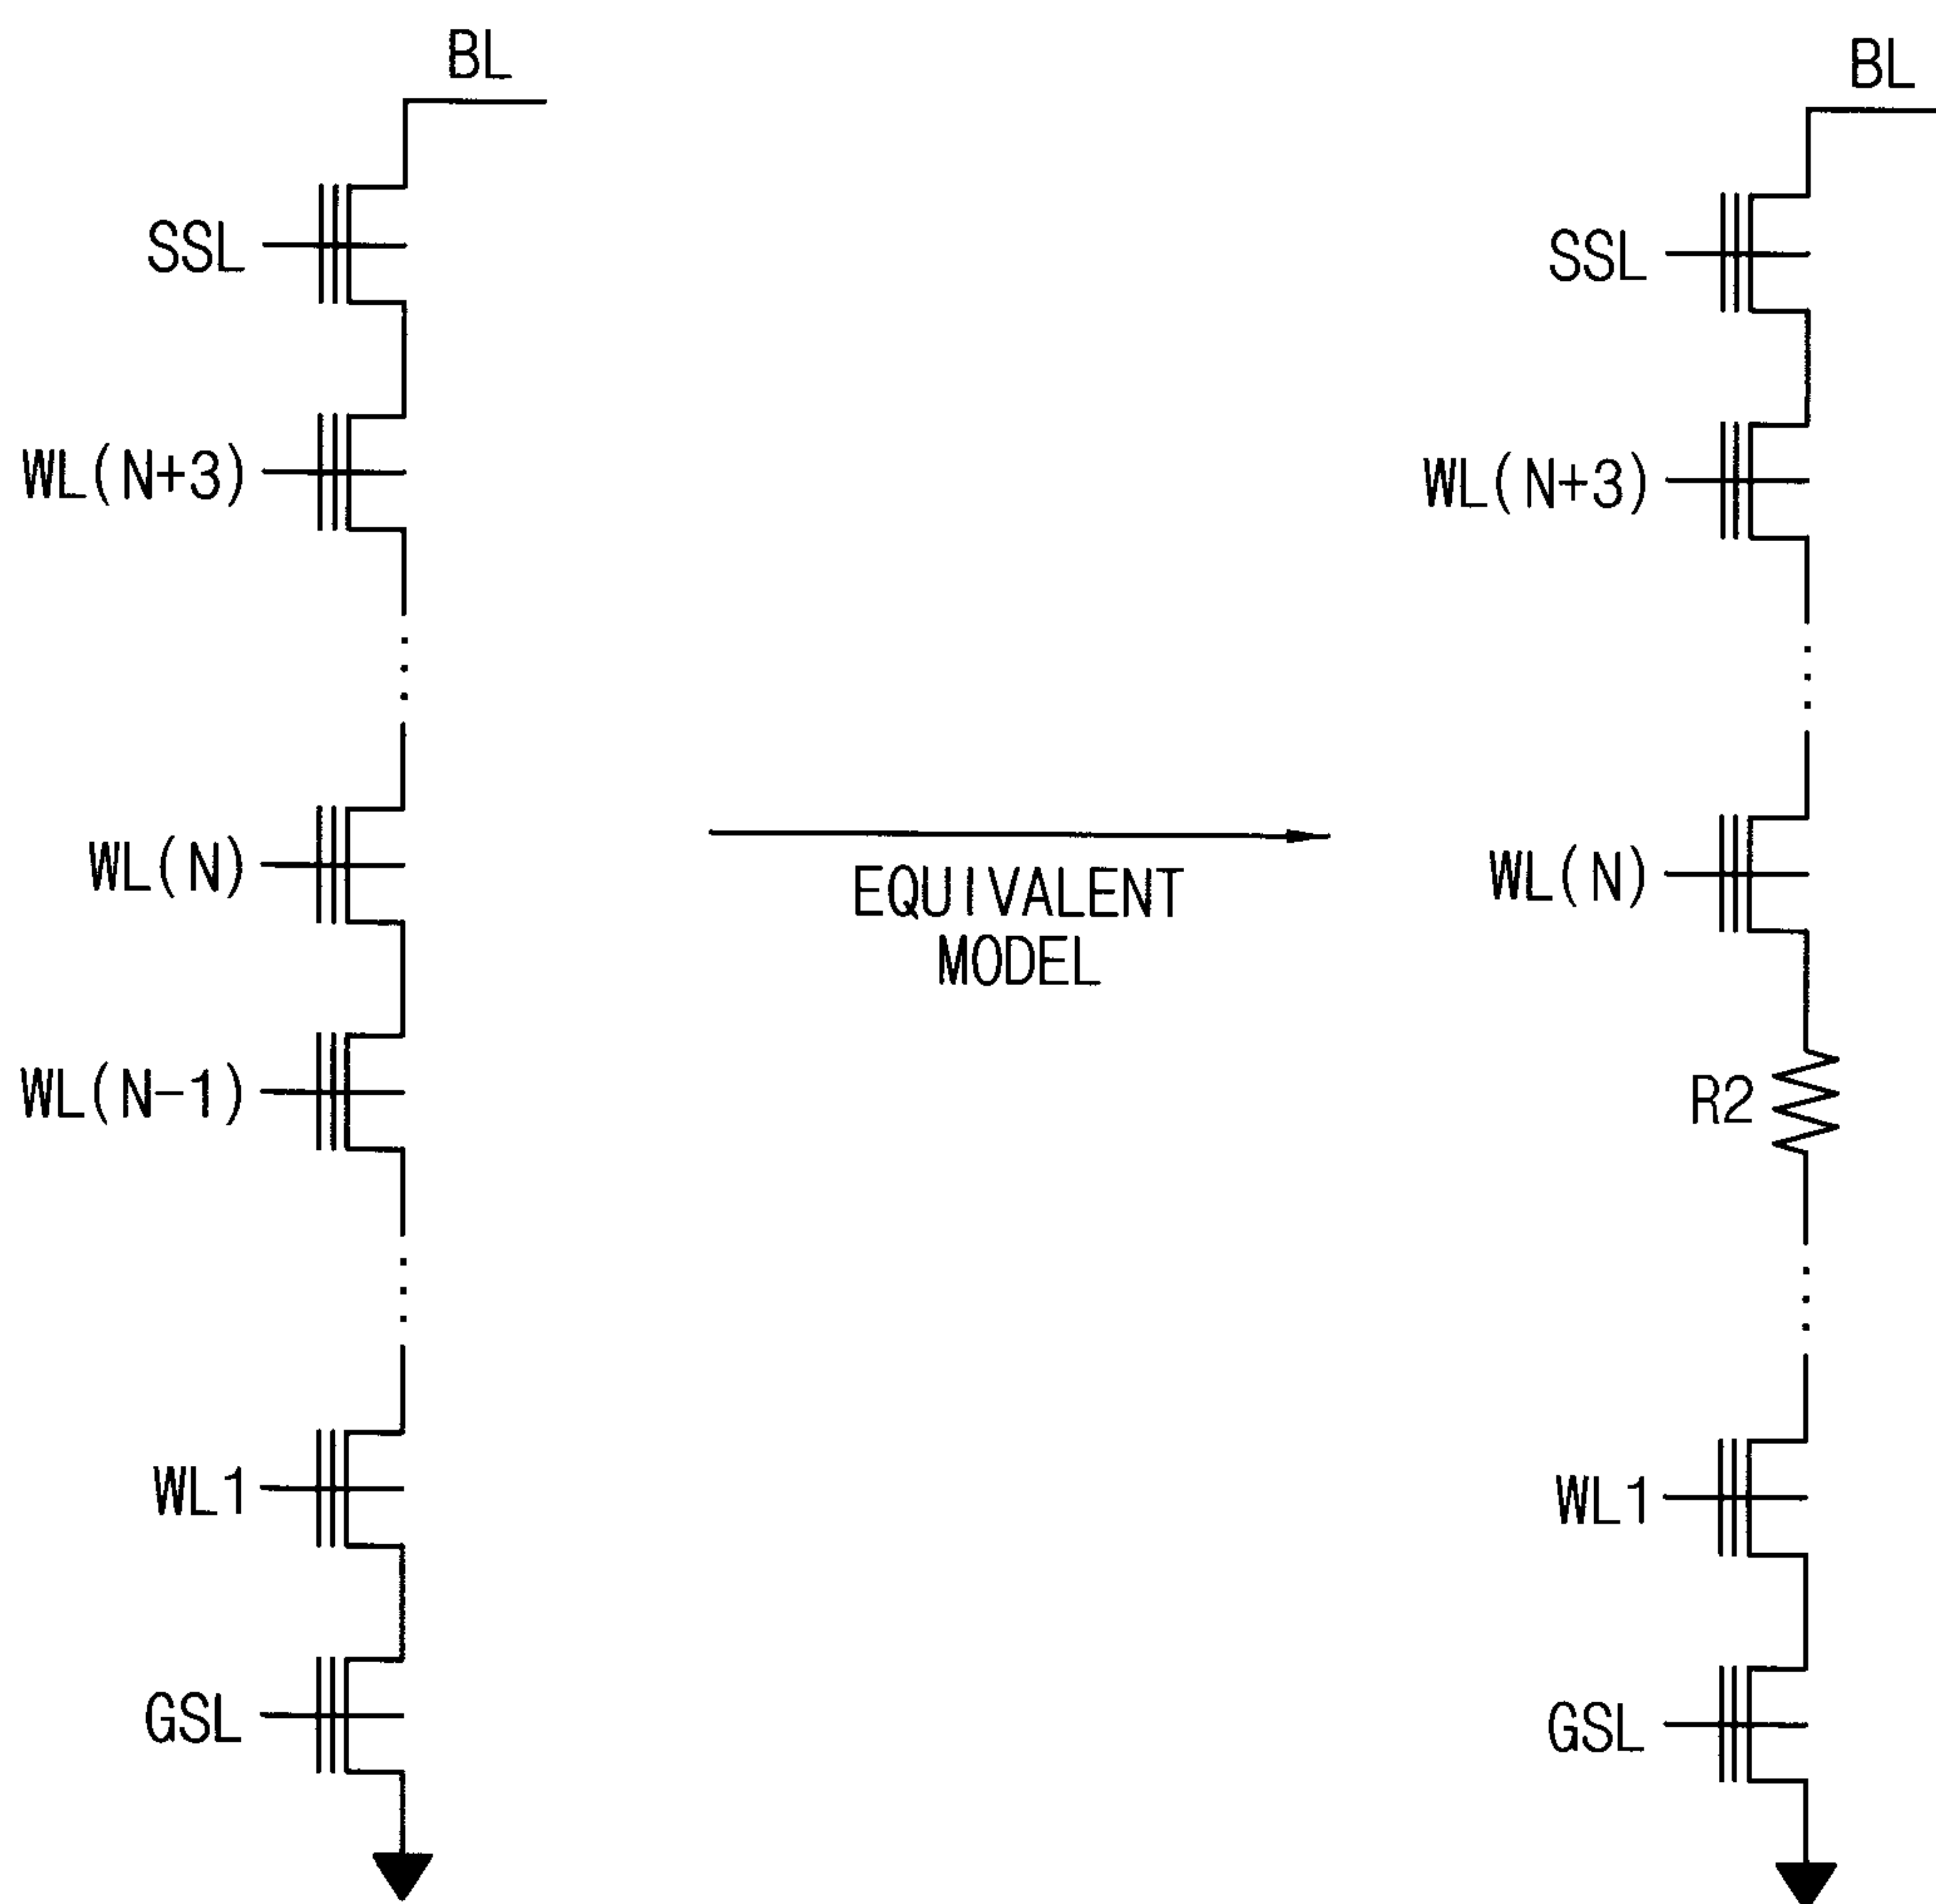 BL
SSL
WL(N+3)
WL(N)
WL(N-1)
WL1
GSL
EQUIVALENT
MODEL
BL
SSL
WL(N+3)
WL(N)
R2
WL1
GSL